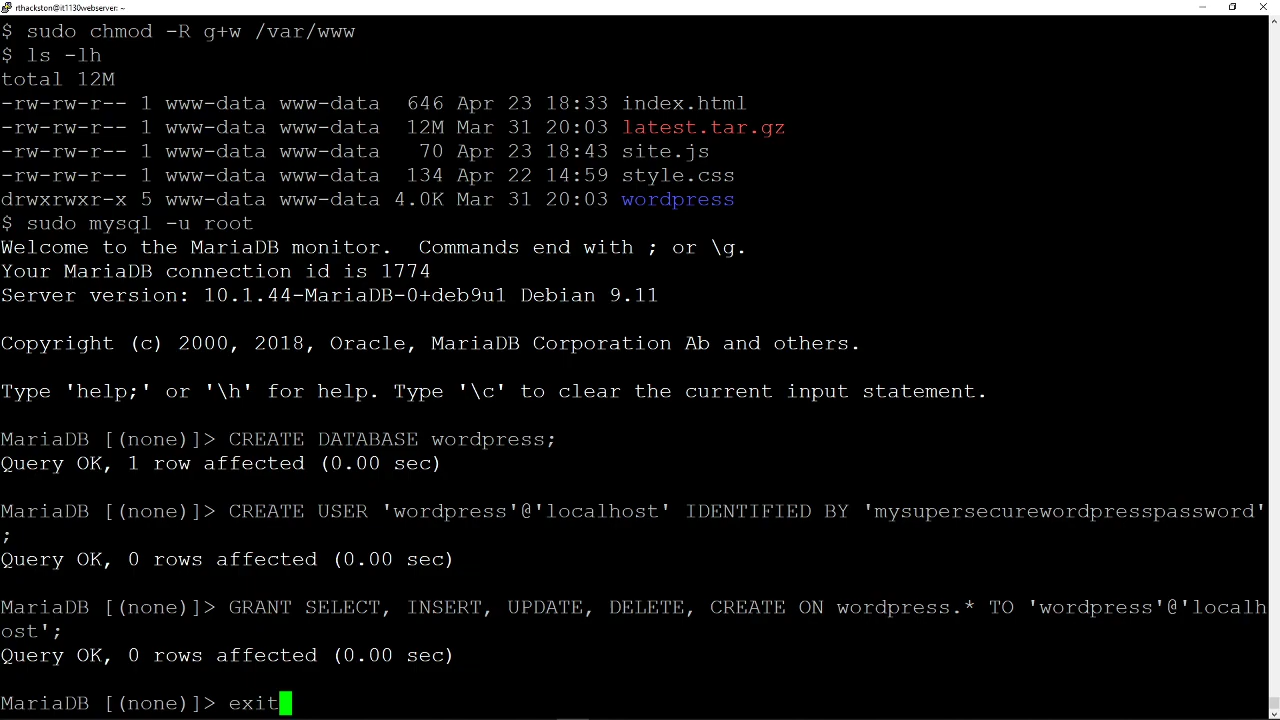 rthackston@it1130webserver: ~
$ sudo chmod -R g+w /var/www
$ ls -lh
total 12M
-rw-rw-r-- 1 www-data www-data  646 Apr 23 18:33 index.html
-rw-rw-r-- 1 www-data www-data  12M Mar 31 20:03 latest.tar.gz
-rw-rw-r-- 1 www-data www-data   70 Apr 23 18:43 site.js
-rw-rw-r-- 1 www-data www-data  134 Apr 22 14:59 style.css
drwxrwxr-x 5 www-data www-data 4.0K Mar 31 20:03 wordpress
$ sudo mysql -u root
Welcome to the MariaDB monitor.  Commands end with ; or \g.
Your MariaDB connection id is 1774
Server version: 10.1.44-MariaDB-0+deb9u1 Debian 9.11
Copyright (c) 2000, 2018, Oracle, MariaDB Corporation Ab and others.
Type 'help;' or '\h' for help. Type '\c' to clear the current input statement.
MariaDB [(none)]> CREATE DATABASE wordpress;
Query OK, 1 row affected (0.00 sec)
MariaDB [(none)]> CREATE USER 'wordpress'@'localhost' IDENTIFIED BY 'mysupersecurewordpresspassword'
;
Query OK, 0 rows affected (0.00 sec)
MariaDB [(none)]> GRANT SELECT, INSERT, UPDATE, DELETE, CREATE ON wordpress.* TO 'wordpress'@'localh
ost';
Query OK, 0 rows affected (0.00 sec)
MariaDB [(none)]> exit